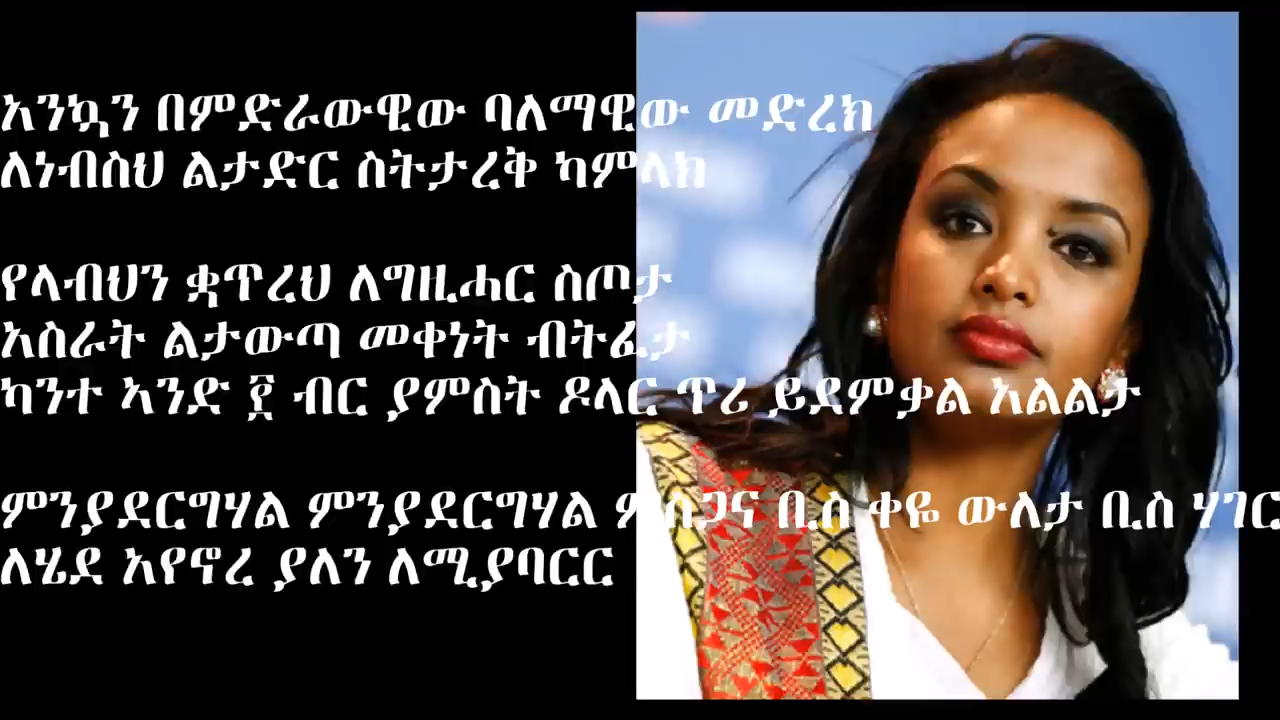 አንኳን በምድራውዊው ባለማዊው መድረክ
ለነብስህ ልታድር ስትታረቅ ካምላክ
የላብህን ቋጥረህ ለግዚሐር ስጦታ
አስራት ልታውጣ መቀነት ብትፈታ
ካንተ ኣንድ ፼ ብር ያምስት ዶላር ጥሪ ይደምቃል አልልታ
ምንያደርግሃል ምንያደርግሃል ምስጋና ቢስ ቀዬ ውለታ ቢስ ሃገር
ለሄደ አየኖረ ያለን ለሚያባርር